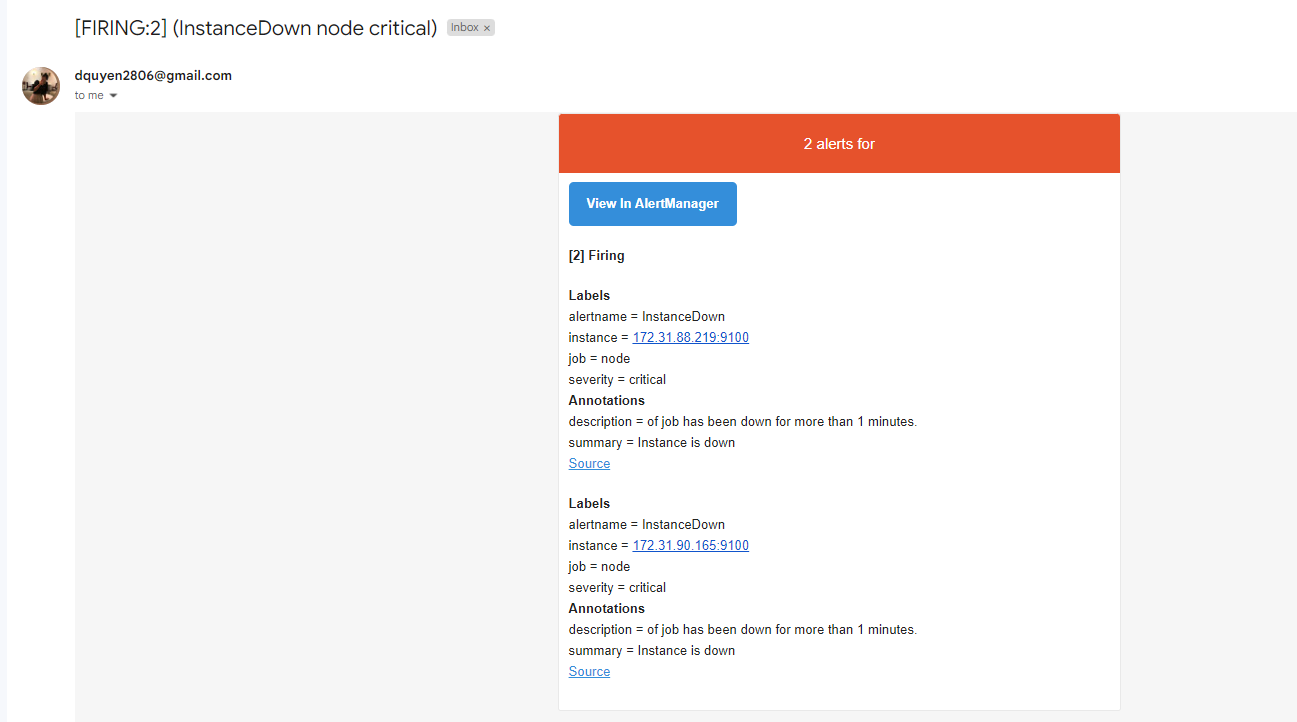 [FIRING:2] (InstanceDown node critical) Inbox ×
dquyen2806@gmail.com
to me
2 alerts for
View In AlertManager
[2] Firing
Labels
alertname = InstanceDown
instance = 172.31.88.219:9100
job = node
severity = critical
Annotations
description = of job has been down for more than 1 minutes.
summary = Instance is down
Source
Labels
alertname = InstanceDown
instance = 172.31.90.165:9100
job = node
severity = critical
Annotations
description = of job has been down for more than 1 minutes.
summary = Instance is down
Source